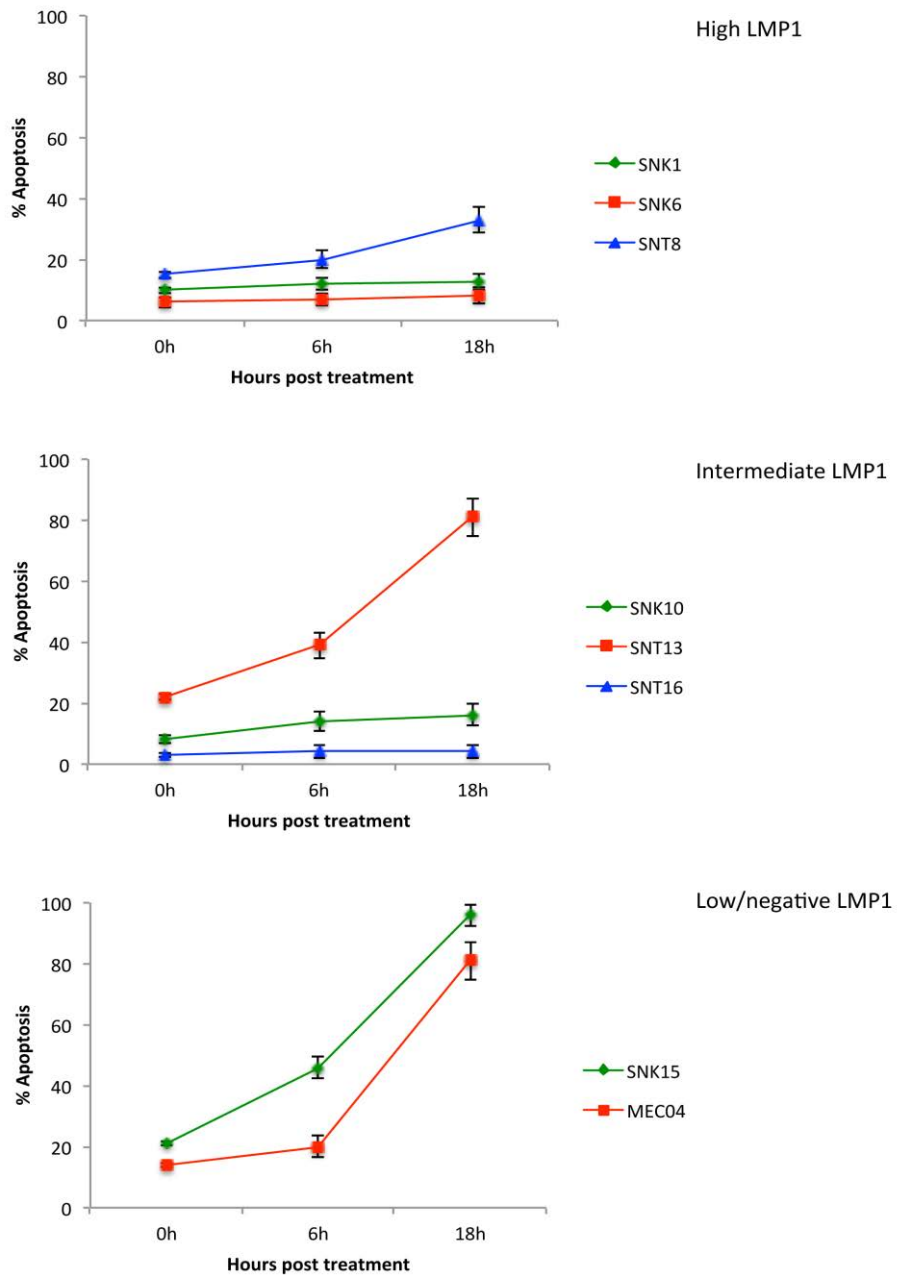 High LMP1
100
80
60
40
20
0
% Apoptosis
0h 6h 18h
Hours post treatment
SNK1
SNK6
SNT8
Intermediate LMP1
100
80
60
40
20
0
% Apoptosis
0h 6h 18h
Hours post treatment
SNK10
SNT13
SNT16
Low/negative LMP1
100
80
60
40
20
0
% Apoptosis
0h 6h 18h
Hours post treatment
SNK15
MEC04